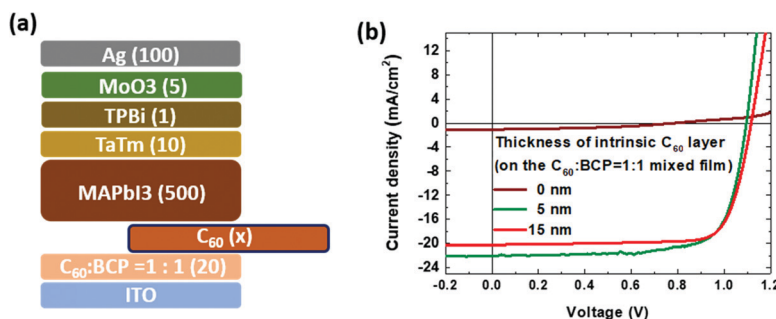 (a)
Ag (100)
MoO3 (5)
TPBi (1)
TaTm (10)
MAPbI3 (500)
C₆₀ (x)
C₆₀:BCP =1 : 1 (20)
ITO
(b)
Current density (mA/cm²)
12
8
4
0
-4
-8
-12
-16
-20
-24
Thickness of intrinsic C₆₀ layer
(on the C₆₀:BCP=1:1 mixed film)
0 nm
5 nm
15 nm
-0.2 0.0 0.2 0.4 0.6 0.8 1.0 1.2
Voltage (V)